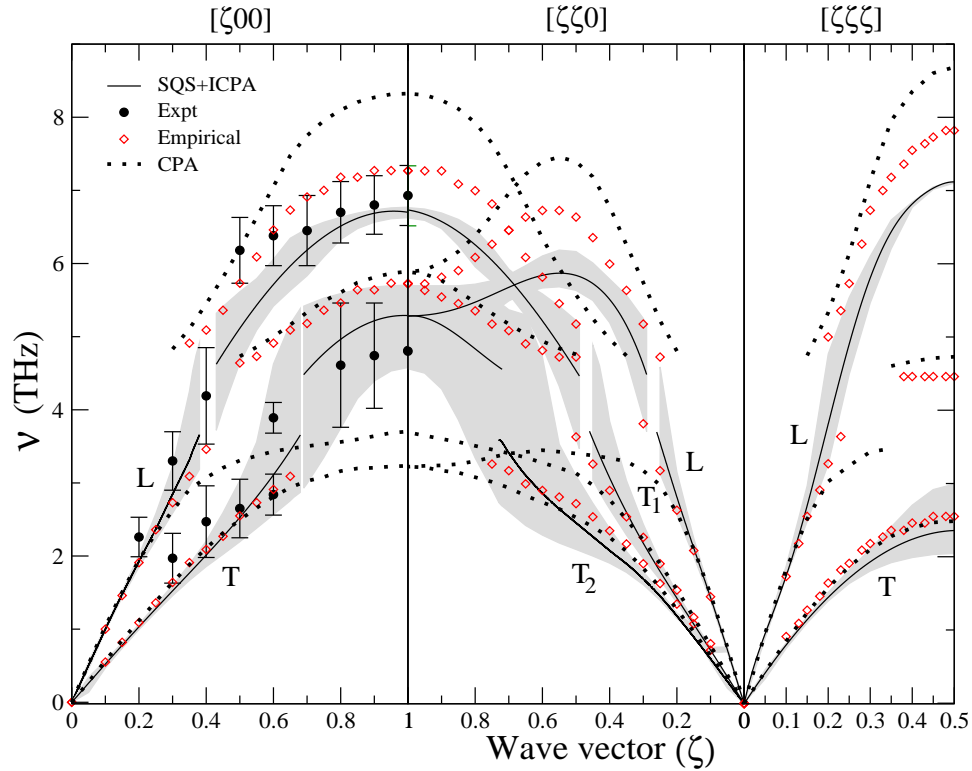 [ζ00] [ζζ0] [ζζζ]
SQS+ICPA
Expt
Empirical
CPA
8
6
4
2
0
ν (THz)
L
T
T2
T1
L
L
T
0 0.2 0.4 0.6 0.8 1 0.8 0.6 0.4 0.2 0 0.1 0.2 0.3 0.4 0.5
Wave vector (ζ)